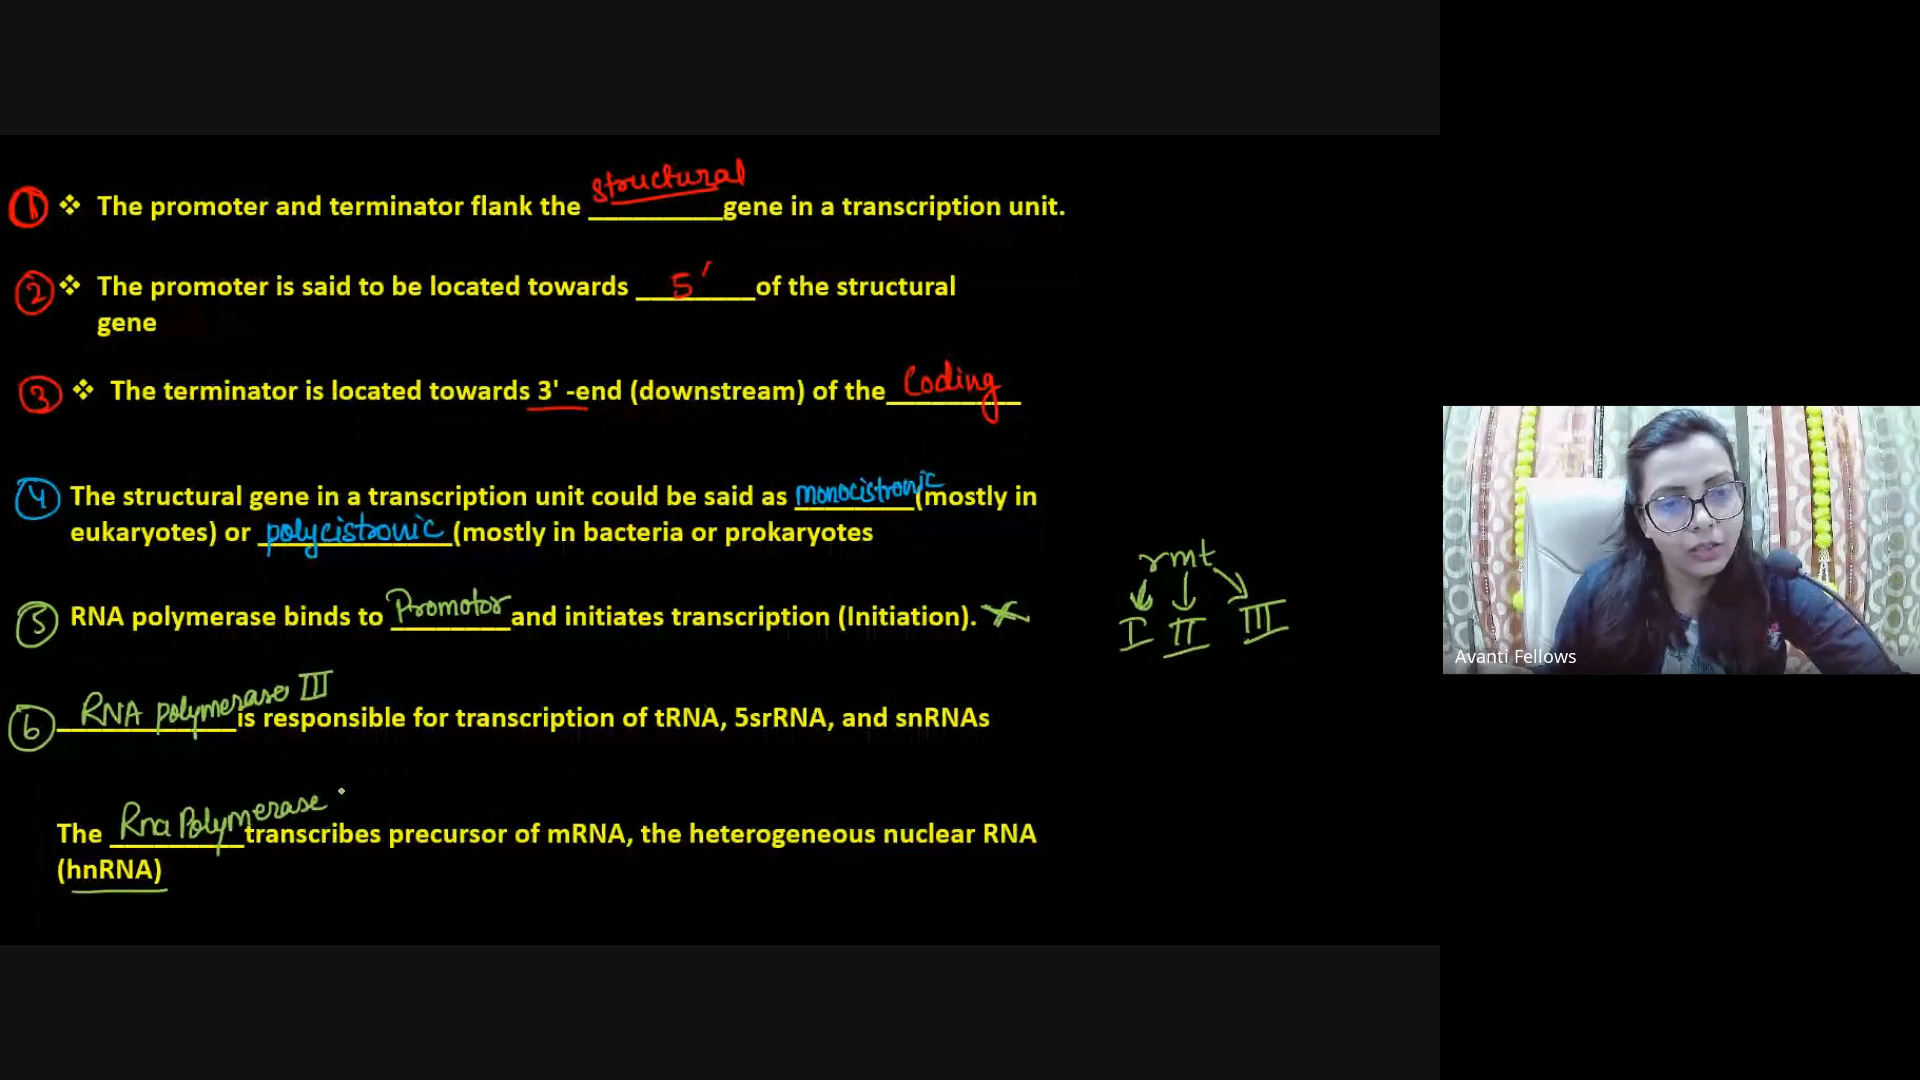 ① ❖ The promoter and terminator flank the structural gene in a transcription unit.
② ❖ The promoter is said to be located towards 5' of the structural
gene
③ ❖ The terminator is located towards 3' -end (downstream) of the Coding
④ The structural gene in a transcription unit could be said as monocistronic (mostly in
eukaryotes) or polycistronic (mostly in bacteria or prokaryotes
⑤ RNA polymerase binds to Promotor and initiates transcription (Initiation).
rmt
I II III
⑥ RNA polymerase III is responsible for transcription of tRNA, 5srRNA, and snRNAs
The Rna Polymerase transcribes precursor of mRNA, the heterogeneous nuclear RNA
(hnRNA)
Avanti Fellows